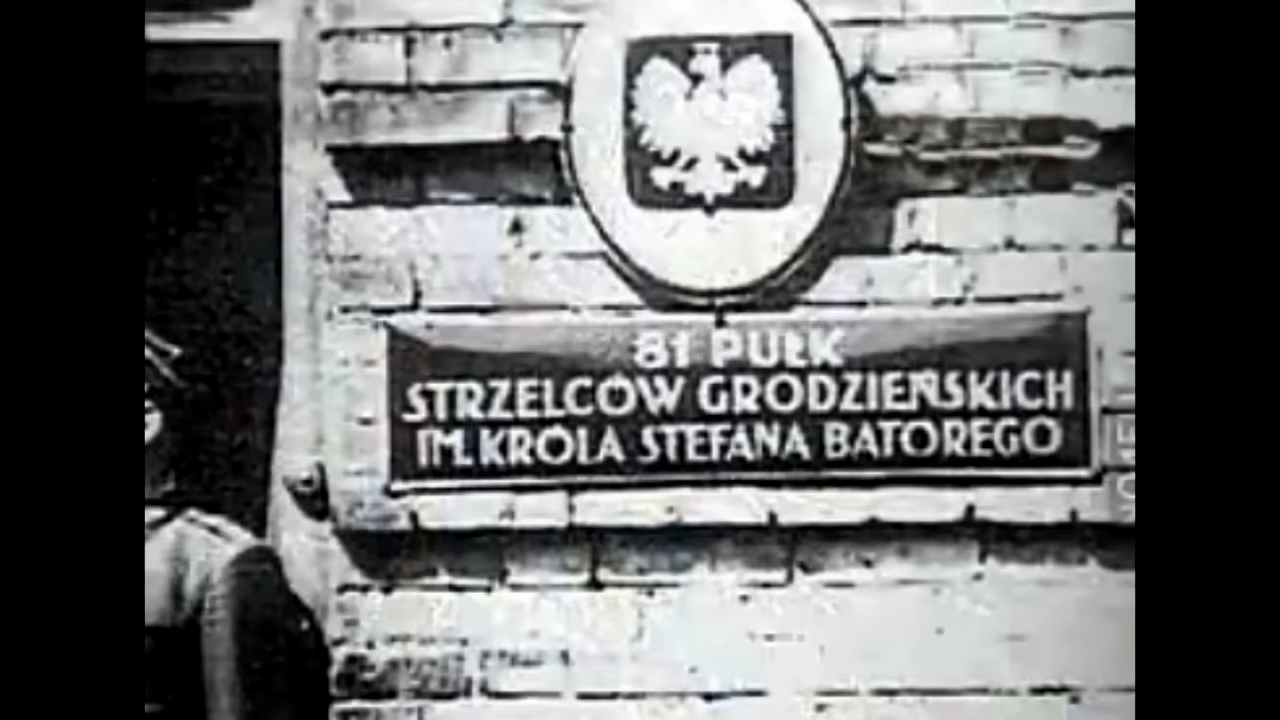 81 PUŁK
STRZELCÓW GRODZIEŃSKICH
IM. KRÓLA STEFANA BATOREGO